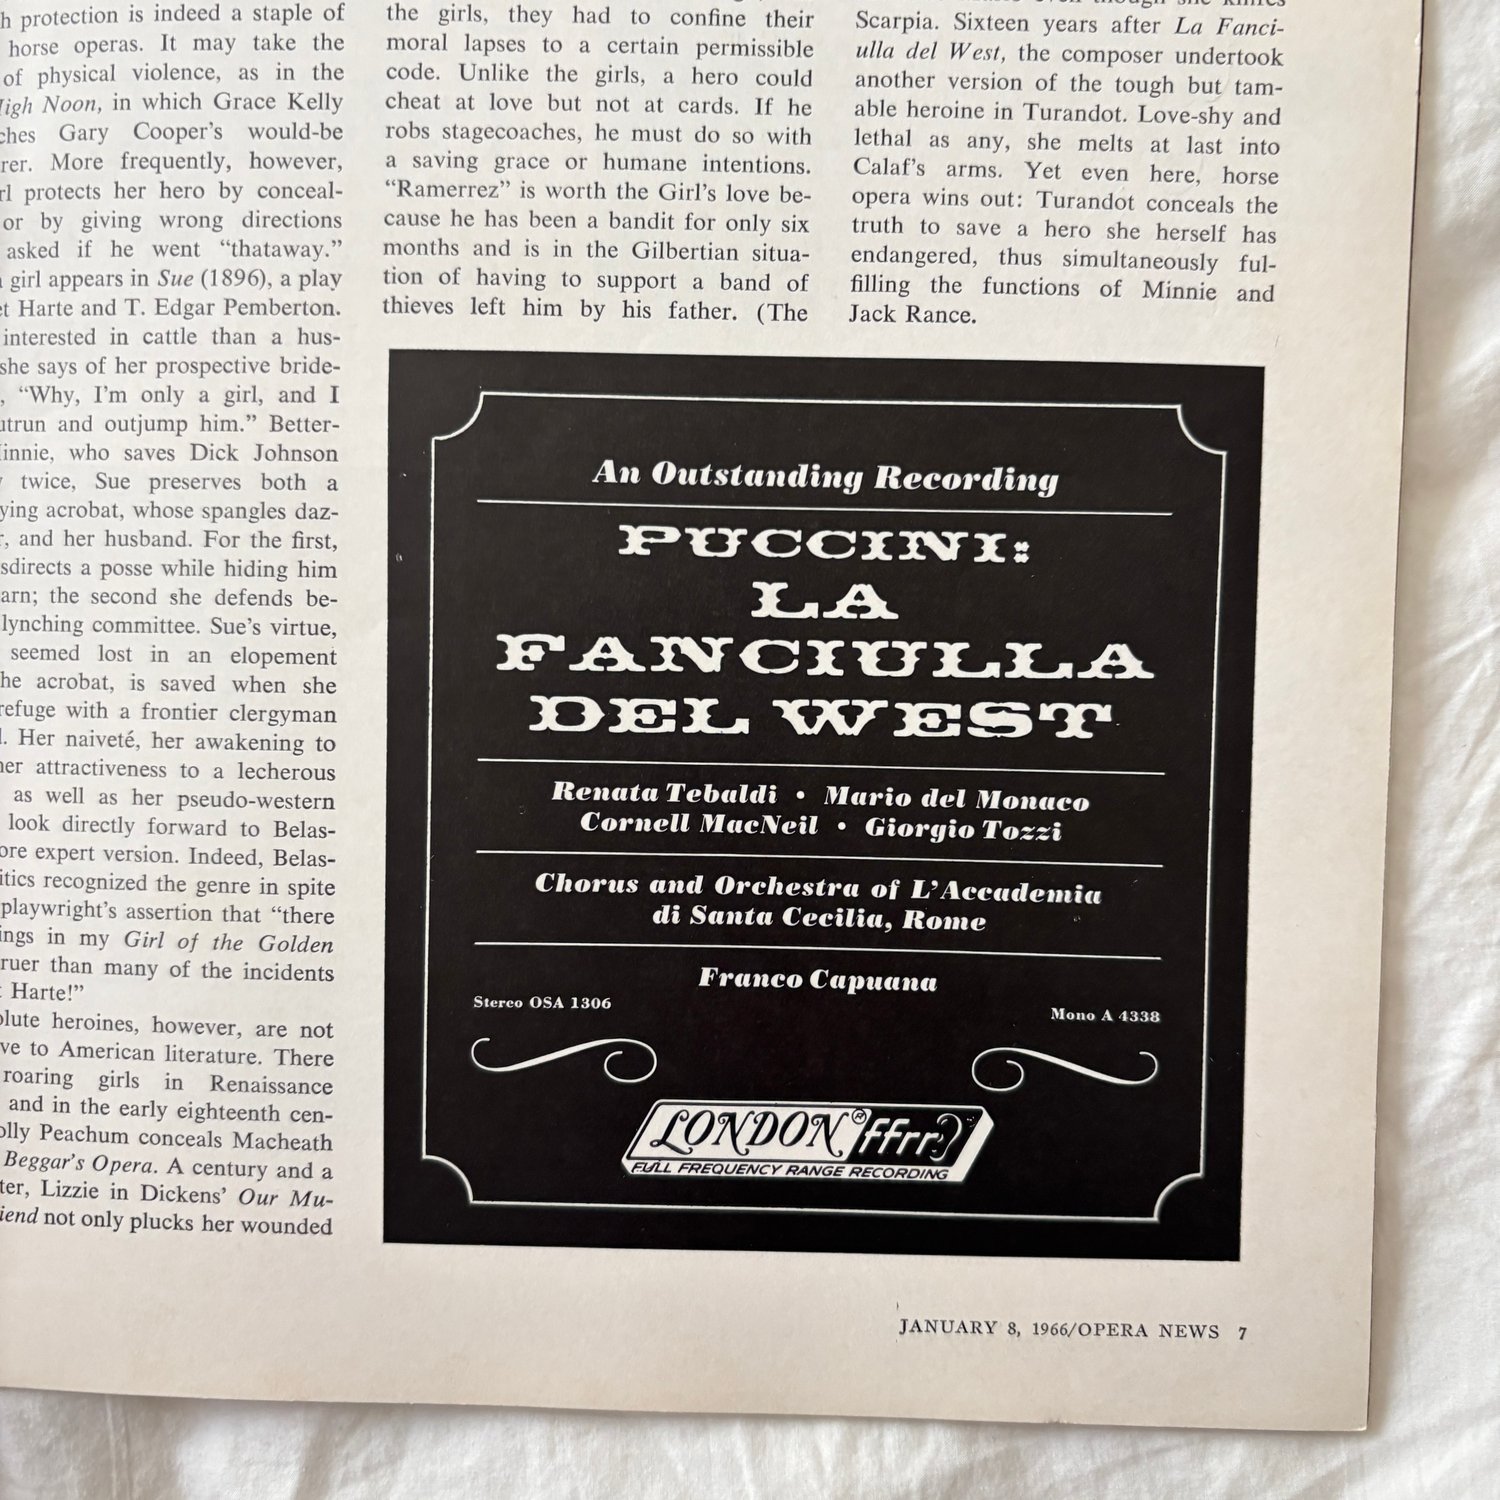 h protection is indeed a staple of
horse operas. It may take the
of physical violence, as in the
High Noon, in which Grace Kelly
ches Gary Cooper's would-be
rer. More frequently, however,
rl protects her hero by conceal-
or by giving wrong directions
asked if he went “thataway.”
girl appears in Sue (1896), a play
et Harte and T. Edgar Pemberton.
interested in cattle than a hus-
she says of her prospective bride-
, “Why, I'm only a girl, and I
utrun and outjump him.” Better-
innie, who saves Dick Johnson
twice, Sue preserves both a
ying acrobat, whose spangles daz-
r, and her husband. For the first,
sdirects a posse while hiding him
arn; the second she defends be-
lynching committee. Sue's virtue,
seemed lost in an elopement
he acrobat, is saved when she
refuge with a frontier clergyman
. Her naiveté, her awakening to
her attractiveness to a lecherous
as well as her pseudo-western
look directly forward to Belas-
ore expert version. Indeed, Belas-
itics recognized the genre in spite
playwright's assertion that “there
ings in my Girl of the Golden
ruer than many of the incidents
t Harte!”
olute heroines, however, are not
ve to American literature. There
roaring girls in Renaissance
and in the early eighteenth cen-
olly Peachum conceals Macheath
Beggar's Opera. A century and a
ter, Lizzie in Dickens' Our Mu-
iend not only plucks her wounded
the girls, they had to confine their
moral lapses to a certain permissible
code. Unlike the girls, a hero could
cheat at love but not at cards. If he
robs stagecoaches, he must do so with
a saving grace or humane intentions.
“Ramerrez” is worth the Girl's love be-
cause he has been a bandit for only six
months and is in the Gilbertian situa-
tion of having to support a band of
thieves left him by his father. (The
Scarpia. Sixteen years after La Fanci-
ulla del West, the composer undertook
another version of the tough but tam-
able heroine in Turandot. Love-shy and
lethal as any, she melts at last into
Calaf's arms. Yet even here, horse
opera wins out: Turandot conceals the
truth to save a hero she herself has
endangered, thus simultaneously ful-
filling the functions of Minnie and
Jack Rance.
An Outstanding Recording
PUCCINI:
LA
FANCIULLA
DEL WEST
Renata Tebaldi • Mario del Monaco
Cornell MacNeil • Giorgio Tozzi
Chorus and Orchestra of L'Accademia
di Santa Cecilia, Rome
Franco Capuana
Stereo OSA 1306
Mono A 4338
LONDON® ffrr
FULL FREQUENCY RANGE RECORDING
JANUARY 8, 1966/OPERA NEWS 7